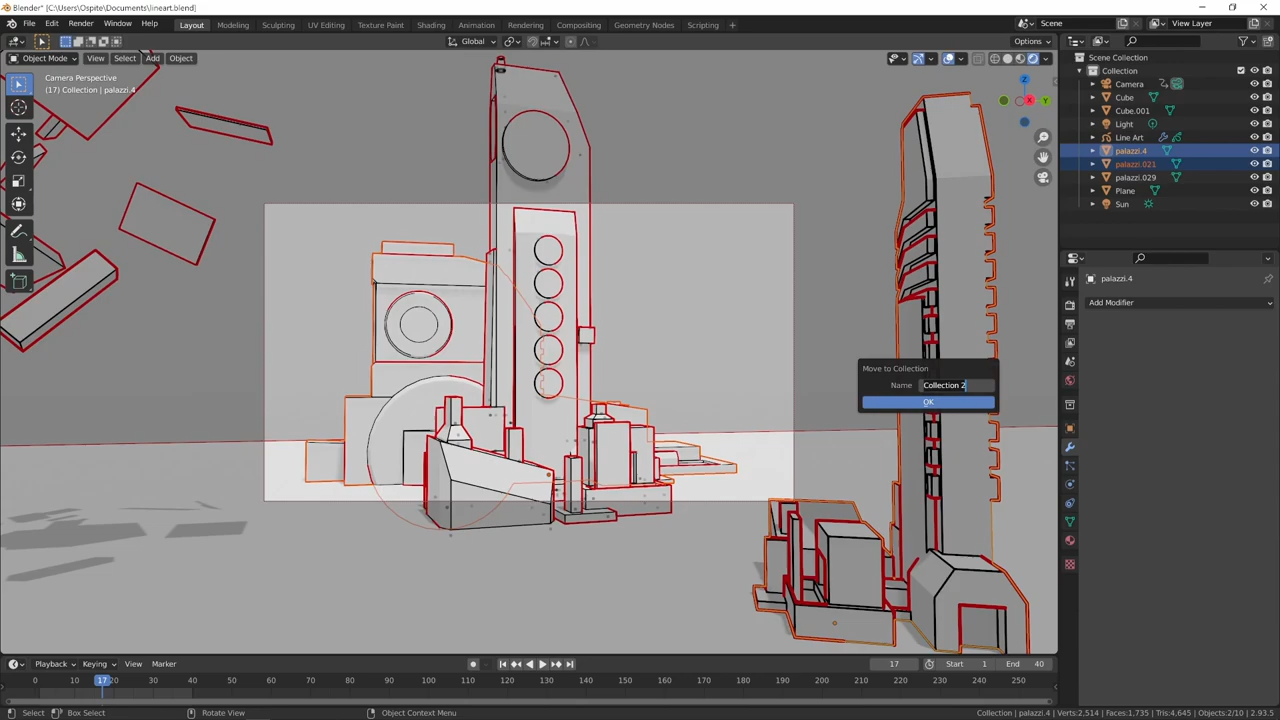 Blender* [C:\Users\Ospite\Documents\lineart.blend]
File Edit Render Window Help Layout Modeling Sculpting UV Editing Texture Paint Shading Animation Rendering Compositing Geometry Nodes Scripting + Scene View Layer
Global Options
Object Mode View Select Add Object
Camera Perspective
(17) Collection | palazzi.4
Z
X
Y
Scene Collection
Collection
Camera
Cube
Cube.001
Light
Line Art
palazzi.4
palazzi.021
palazzi.029
Plane
Sun
palazzi.4
Add Modifier
Move to Collection
Name Collection 2
OK
Playback Keying View Marker 17 Start 1 End 40
0 10 17 20 30 40 50 60 70 80 90 100 110 120 130 140 150 160 170 180 190 200 210 220 230 240 250
Select Box Select Rotate View Object Context Menu Collection | palazzi.4 | Verts:2,514 | Faces:1,735 | Tris:4,645 | Objects:2/10 | 2.93.5